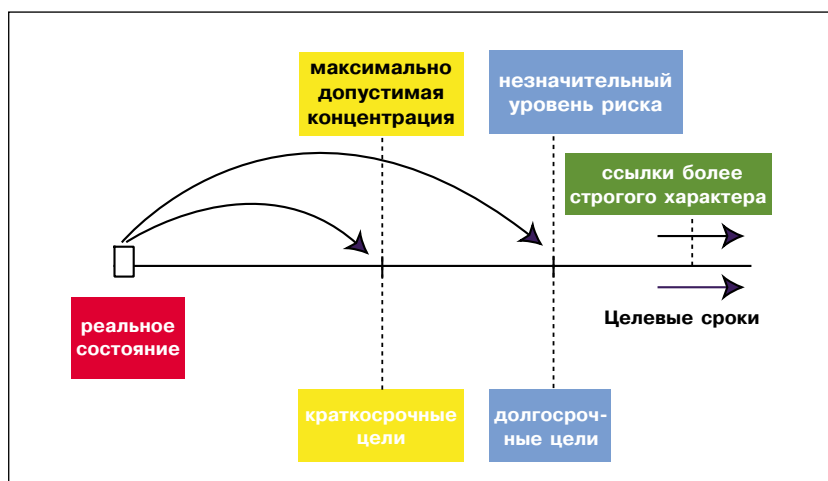 максимально
допустимая
концентрация
незначительный
уровень риска
ссылки более
строгого характера
реальное
состояние
Целевые сроки
краткосрочные
цели
долгосроч-
ные цели